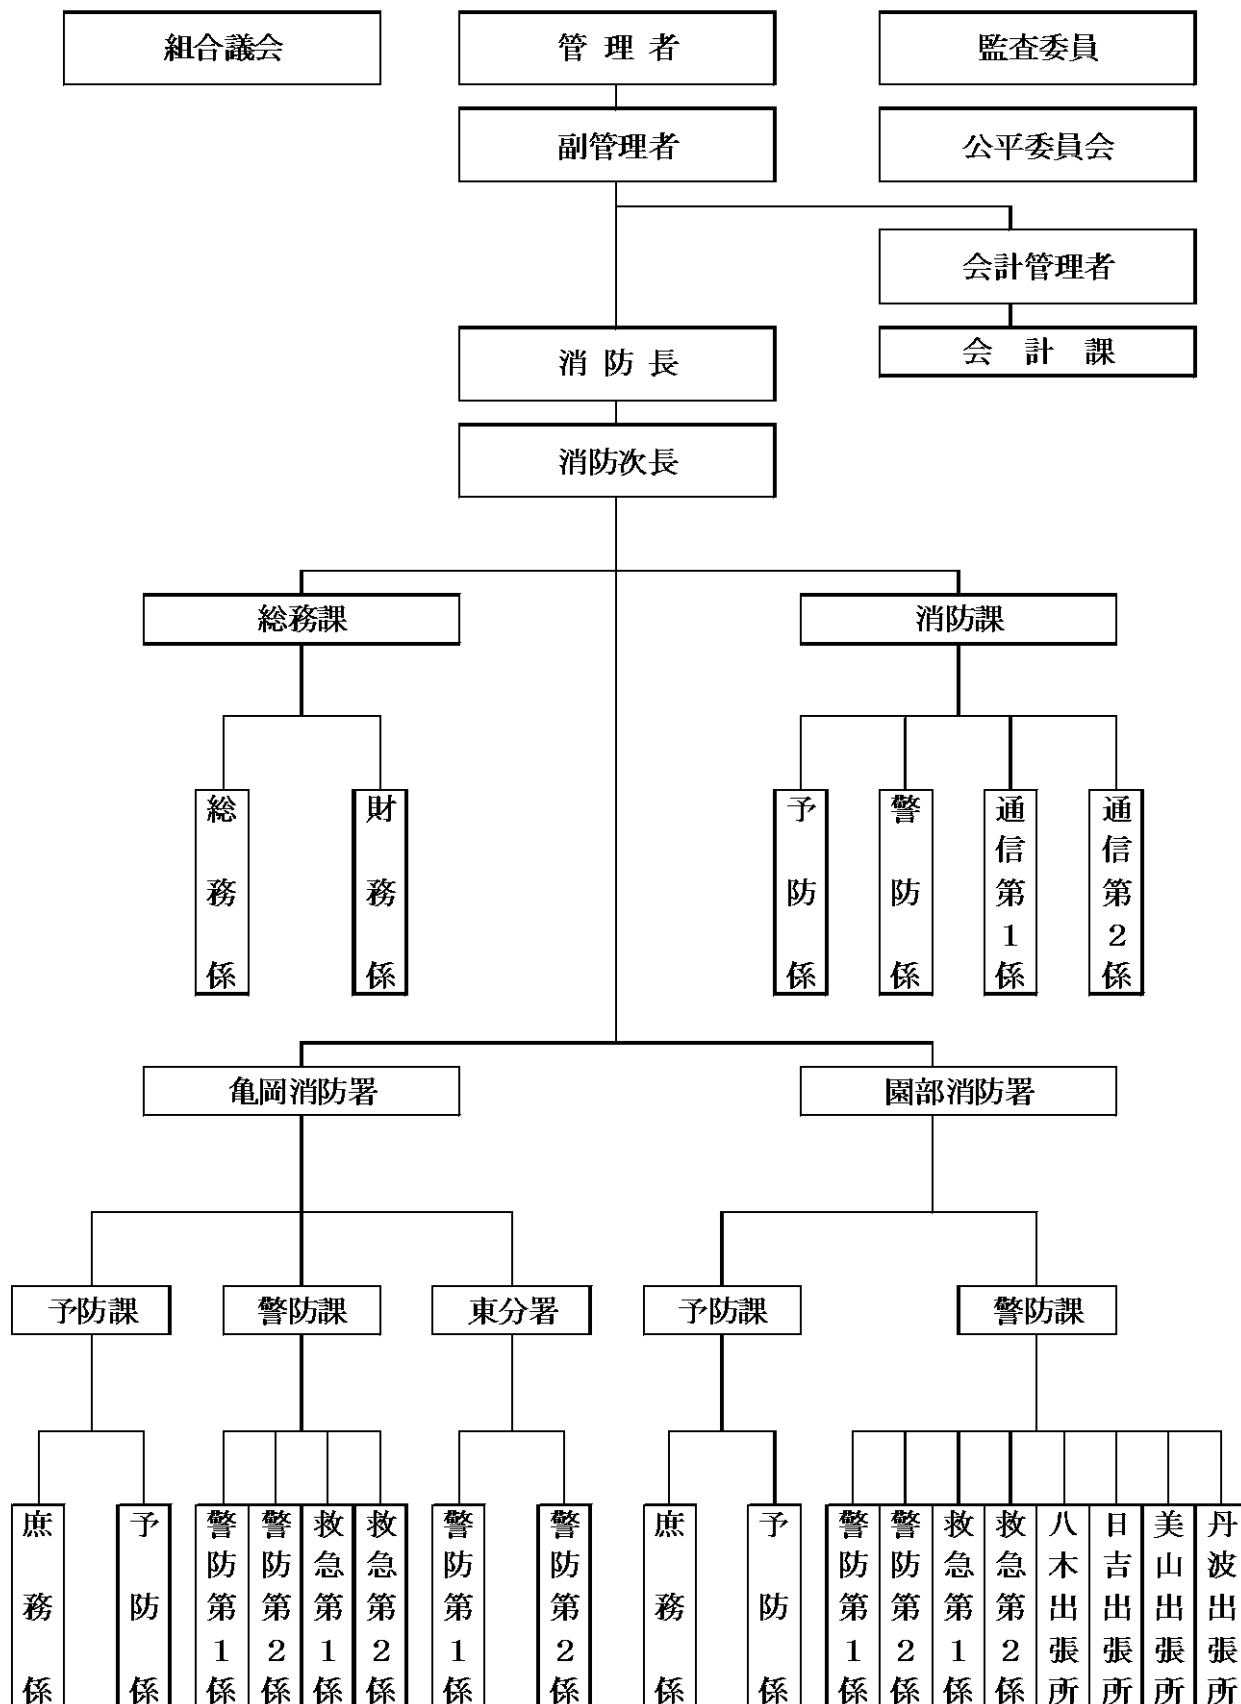 組合議会
管理者
監査委員
副管理者
公平委員会
会計管理者
消防長
会計課
消防次長
総務課
消防課
総務係
財務係
予防係
警防係
通信第1係
通信第2係
亀岡消防署
園部消防署
予防課
警防課
東分署
予防課
警防課
庶務係
予防係
警防第1係
警防第2係
救急第1係
救急第2係
警防第1係
警防第2係
庶務係
予防係
警防第1係
警防第2係
救急第1係
救急第2係
八木出張所
日吉出張所
美山出張所
丹波出張所